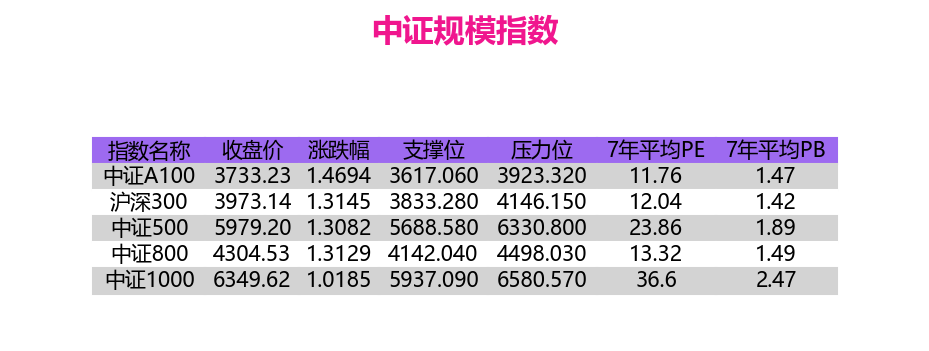 中证规模指数
指数名称 收盘价 涨跌幅 支撑位 压力位 7年平均PE 7年平均PB
中证A100 3733.23 1.4694 3617.060 3923.320 11.76 1.47
沪深300 3973.14 1.3145 3833.280 4146.150 12.04 1.42
中证500 5979.20 1.3082 5688.580 6330.800 23.86 1.89
中证800 4304.53 1.3129 4142.040 4498.030 13.32 1.49
中证1000 6349.62 1.0185 5937.090 6580.570 36.6 2.47